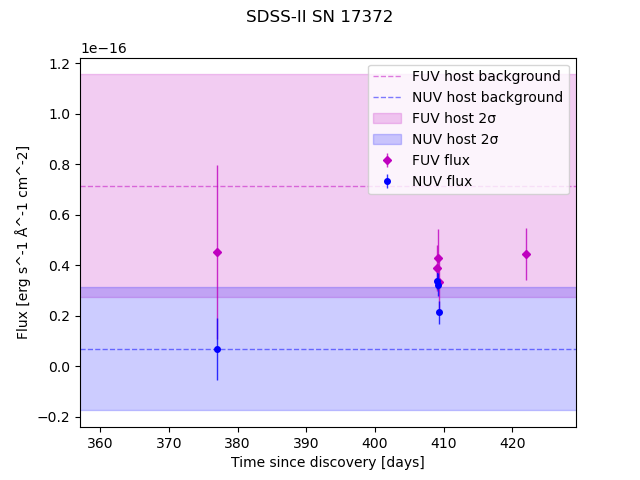 SDSS-II SN 17372
1e−16
FUV host background
NUV host background
FUV host 2σ
NUV host 2σ
FUV flux
NUV flux
Flux [erg s^-1 Å^-1 cm^-2]
1.2
1.0
0.8
0.6
0.4
0.2
0.0
−0.2
360 370 380 390 400 410 420
Time since discovery [days]